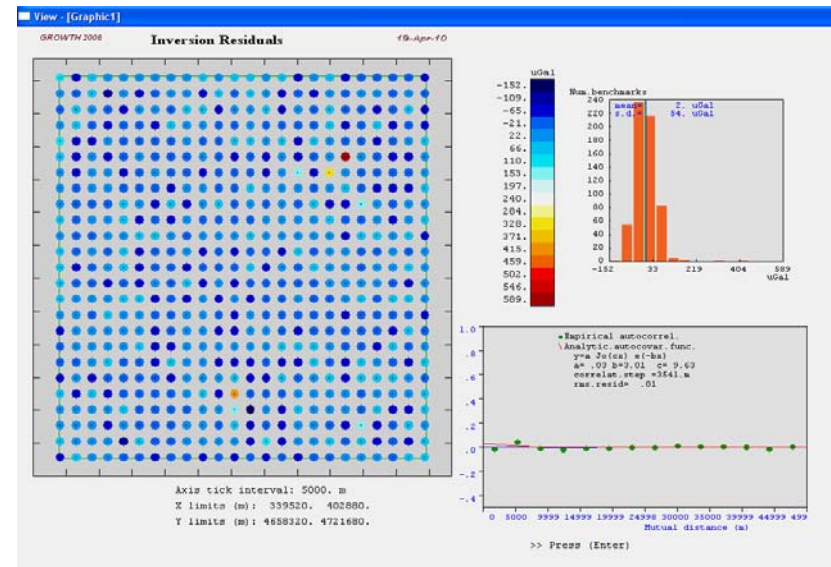 View - [Graphic1]
GROWTH 2008
Inversion Residuals
19-Apr-10
uGal
-152.
-109.
-65.
-21.
22.
66.
110.
153.
197.
240.
284.
328.
371.
415.
459.
502.
546.
589.
Num.benchmarks
240
220
200
180
160
140
120
100
80
60
40
20
0
mean= 2. uGal
s.d.= 54. uGal
-152 33 219 404 589
uGal
Axis tick interval: 5000. m
X limits (m): 339520. 402880.
Y limits (m): 4658320. 4721680.
1.0
.8
.6
.4
.2
.0
-.2
-.4
Empirical autocorrel.
\Analytic.autocovar.func.
y=a Jo(cx) e(-bx)
a= .03 b=3.01 c= 9.63
correlat.step =3541.m
rms.resid= .01
0 5000 9999 14999 19999 24998 30000 35000 39999 44999 499
Mutual distance (m)
>> Press (Enter)